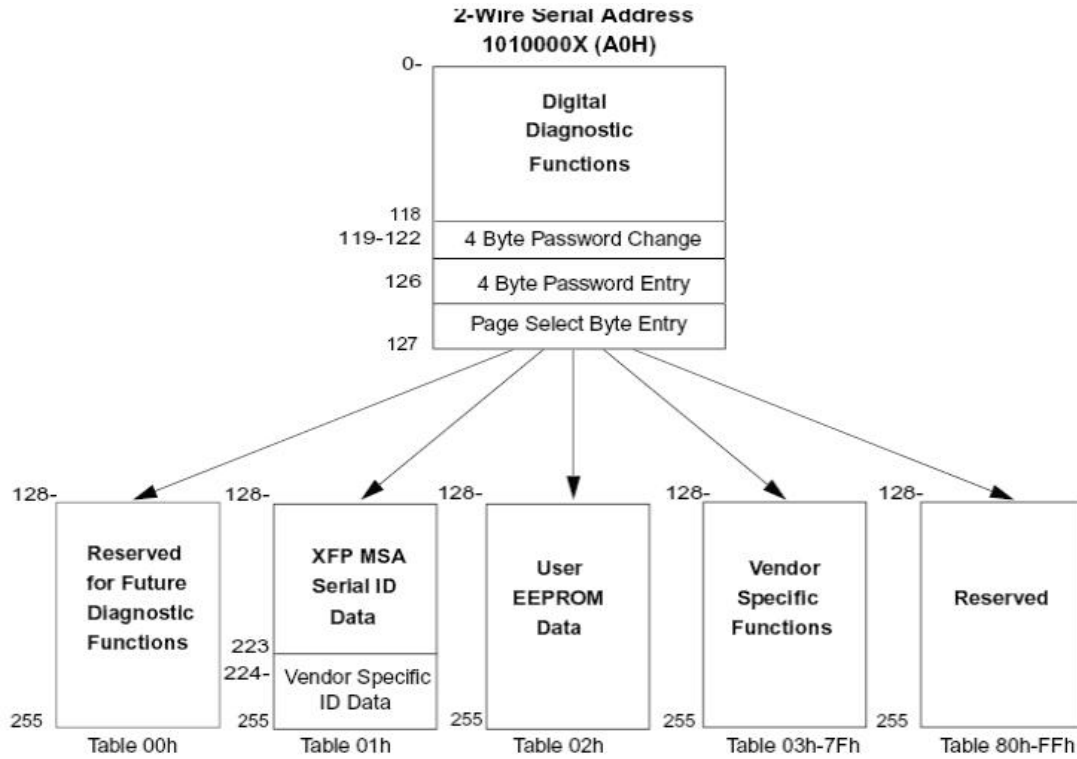 2-Wire Serial Address
1010000X (A0H)
0-
Digital
Diagnostic
Functions
118
119-122
4 Byte Password Change
126
4 Byte Password Entry
Page Select Byte Entry
127
128-
128-
128-
128-
128-
Reserved
for Future
Diagnostic
Functions
255
Table 00h
XFP MSA
Serial ID
Data
223
224-
Vendor Specific
ID Data
255
Table 01h
User
EEPROM
Data
255
Table 02h
Vendor
Specific
Functions
255
Table 03h-7Fh
Reserved
255
Table 80h-FFh